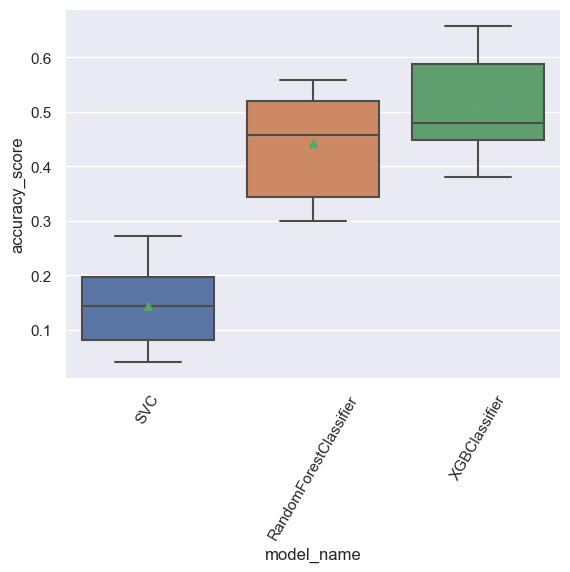 0.6
0.5
0.4
0.3
0.2
0.1
accuracy_score
SVC
RandomForestClassifier
XGBClassifier
model_name